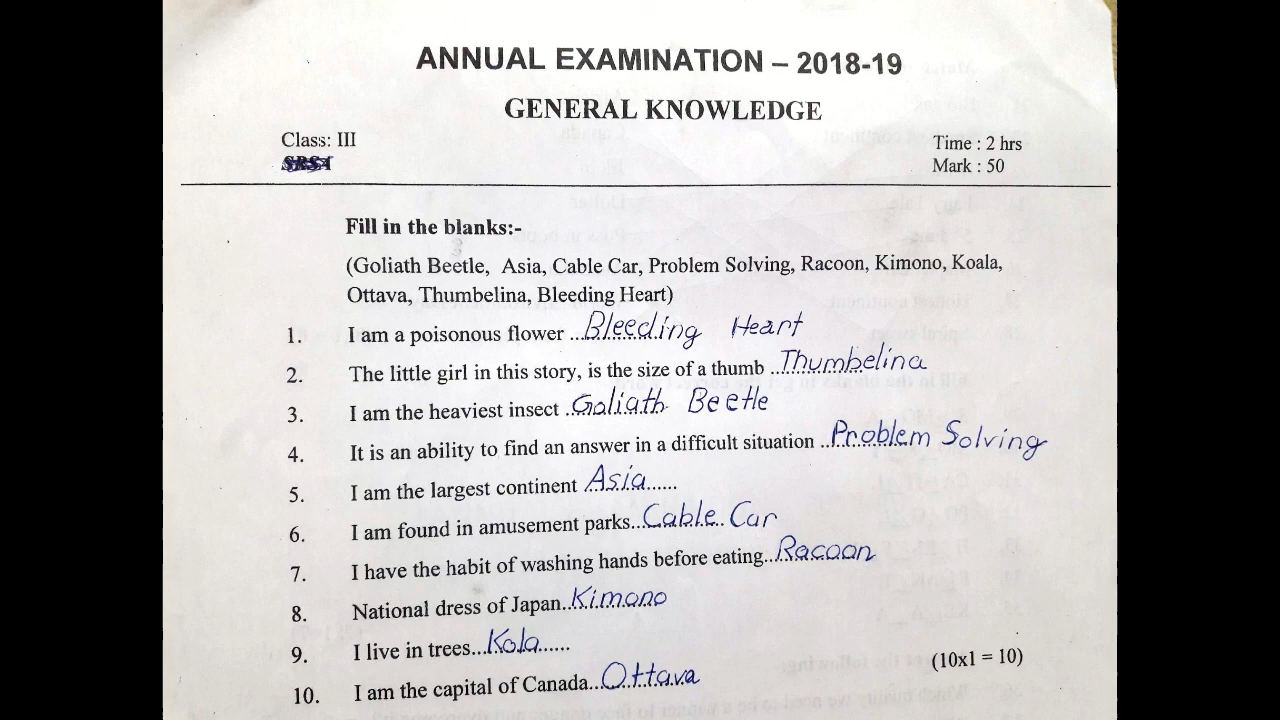 ANNUAL EXAMINATION – 2018-19
GENERAL KNOWLEDGE
Class: III
Time : 2 hrs
Mark : 50
Fill in the blanks:-
(Goliath Beetle, Asia, Cable Car, Problem Solving, Racoon, Kimono, Koala,
Ottava, Thumbelina, Bleeding Heart)
1. I am a poisonous flower ...Bleeding Heart
2. The little girl in this story, is the size of a thumb ...Thumbelina
3. I am the heaviest insect ..Goliath Beetle
4. It is an ability to find an answer in a difficult situation ...Problem Solving
5. I am the largest continent Asia......
6. I am found in amusement parks...Cable Car
7. I have the habit of washing hands before eating...Racoon
8. National dress of Japan..Kimono
9. I live in trees...Kola......
10. I am the capital of Canada..Ottava
(10x1 = 10)